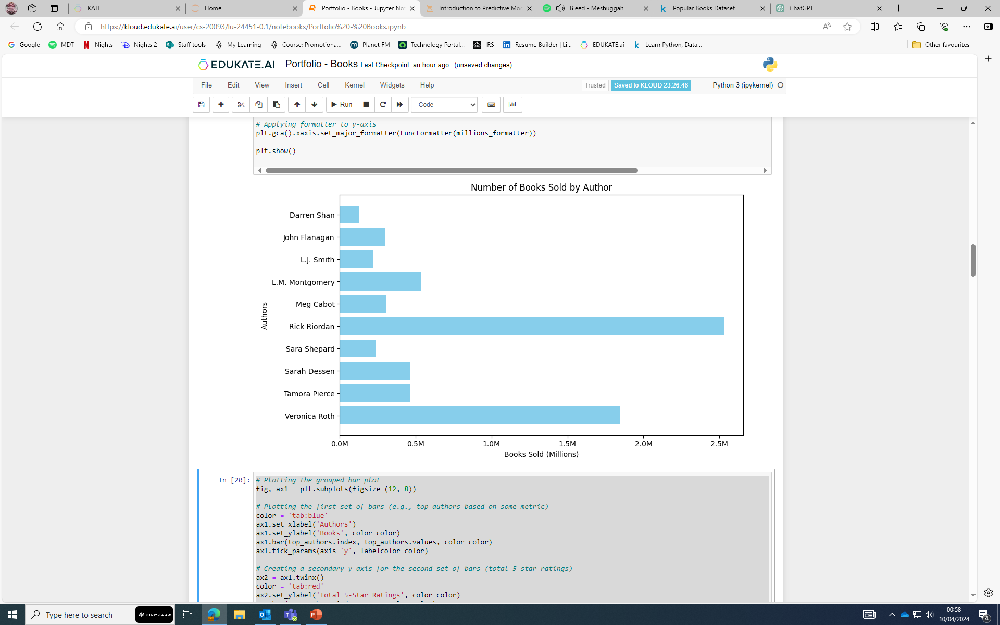 KATE
Home
Portfolio - Books - Jupyter Not
Introduction to Predictive Mod
Bleed • Meshuggah
Popular Books Dataset
ChatGPT
https://kloud.edukate.ai/user/cs-20093/lu-24451-0.1/notebooks/Portfolio%20-%20Books.ipynb
Google
MDT
Nights
Nights 2
Staff tools
My Learning
Course: Promotiona...
Planet FM
Technology Portal...
IRS
Resume Builder | Li...
EDUKATE.ai
Learn Python, Data...
Other favourites
EDUKATE.AI
Portfolio - Books Last Checkpoint: an hour ago (unsaved changes)
File Edit View Insert Cell Kernel Widgets Help
Trusted
Saved to KLOUD 23:26:46
Python 3 (ipykernel)
Run
Code
# Applying formatter to y-axis
plt.gca().xaxis.set_major_formatter(FuncFormatter(millions_formatter))
plt.show()
Number of Books Sold by Author
Darren Shan
John Flanagan
L.J. Smith
L.M. Montgomery
Meg Cabot
Authors
Rick Riordan
Sara Shepard
Sarah Dessen
Tamora Pierce
Veronica Roth
0.0M 0.5M 1.0M 1.5M 2.0M 2.5M
Books Sold (Millions)
In [20]:
# Plotting the grouped bar plot
fig, ax1 = plt.subplots(figsize=(12, 8))
# Plotting the first set of bars (e.g., top authors based on some metric)
color = 'tab:blue'
ax1.set_xlabel('Authors')
ax1.set_ylabel('Books', color=color)
ax1.bar(top_authors.index, top_authors.values, color=color)
ax1.tick_params(axis='y', labelcolor=color)
# Creating a secondary y-axis for the second set of bars (total 5-star ratings)
ax2 = ax1.twinx()
color = 'tab:red'
ax2.set_ylabel('Total 5-Star Ratings', color=color)
Type here to search
Ministry of Justice
00:58
10/04/2024
4